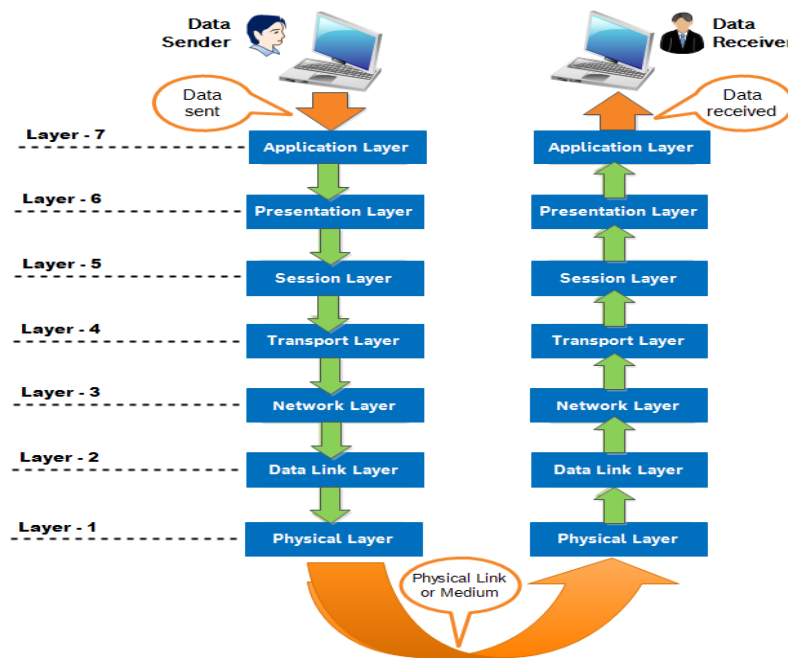 Data
Sender
Data
Receiver
Data
sent
Data
received
Layer - 7
Application Layer
Application Layer
Layer - 6
Presentation Layer
Presentation Layer
Layer - 5
Session Layer
Session Layer
Layer - 4
Transport Layer
Transport Layer
Layer - 3
Network Layer
Network Layer
Layer - 2
Data Link Layer
Data Link Layer
Layer - 1
Physical Layer
Physical Layer
Physical Link
or Medium